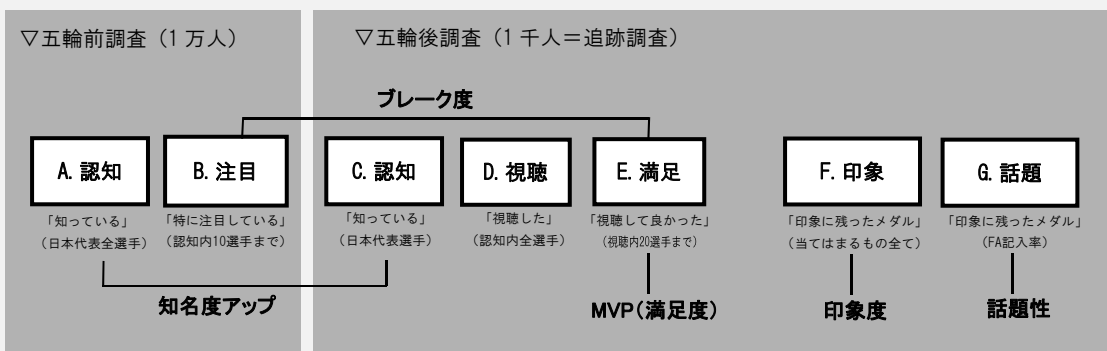 ▽五輪前調査（1万人）
▽五輪後調査（1千人＝追跡調査）
ブレーク度
A. 認知
B. 注目
C. 認知
D. 視聴
E. 満足
F. 印象
G. 話題
「知っている」
（日本代表全選手）
「特に注目している」
（認知内10選手まで）
「知っている」
（日本代表選手）
「視聴した」
（認知内全選手）
「視聴して良かった」
（視聴内20選手まで）
「印象に残ったメダル」
（当てはまるもの全て）
「印象に残ったメダル」
（FA記入率）
知名度アップ
MVP（満足度）
印象度
話題性